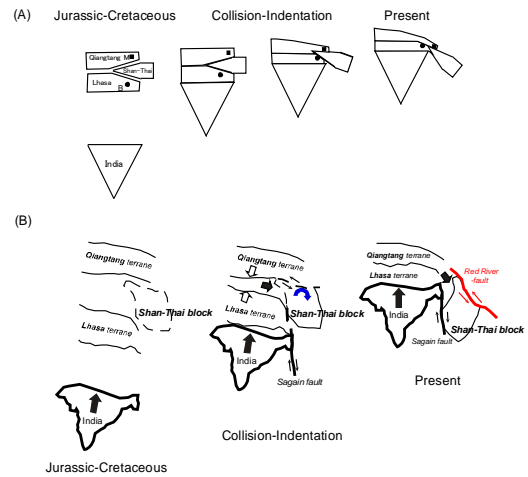 (A)
Jurassic-Cretaceous
Collision-Indentation
Present
Qiangtang M
Shan-Thai
Lhasa
B
India
(B)
Qiangtang terrane
Shan-Thai block
Lhasa terrane
India
Jurassic-Cretaceous
Qiangtang terrane
Lhasa terrane
Shan-Thai block
India
Sagain fault
Collision-Indentation
Qiangtang terrane
Lhasa terrane
Red River
-fault
India
Shan-Thai block
Sagain fault
Present